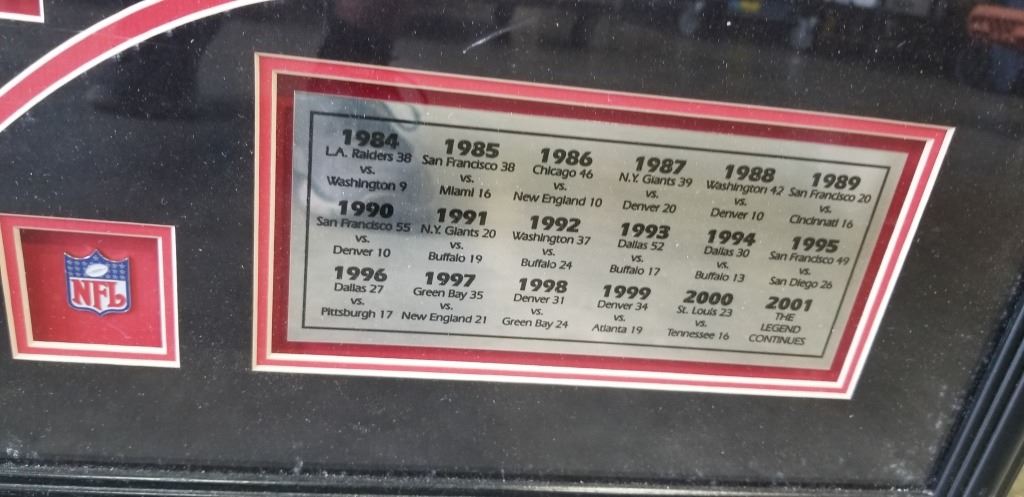 1984
L.A. Raiders 38
vs.
Washington 9
1985
San Francisco 38
vs.
Miami 16
1986
Chicago 46
vs.
New England 10
1987
N.Y. Giants 39
vs.
Denver 20
1988
Washington 42
vs.
Denver 10
1989
San Francisco 20
vs.
Cincinnati 16
1990
San Francisco 55
vs.
Denver 10
1991
N.Y. Giants 20
vs.
Buffalo 19
1992
Washington 37
vs.
Buffalo 24
1993
Dallas 52
vs.
Buffalo 17
1994
Dallas 30
vs.
Buffalo 13
1995
San Francisco 49
vs.
San Diego 26
1996
Dallas 27
vs.
Pittsburgh 17
1997
Green Bay 35
vs.
New England 21
1998
Denver 31
vs.
Green Bay 24
1999
Denver 34
vs.
Atlanta 19
2000
St. Louis 23
vs.
Tennessee 16
2001
THE
LEGEND
CONTINUES
NFL